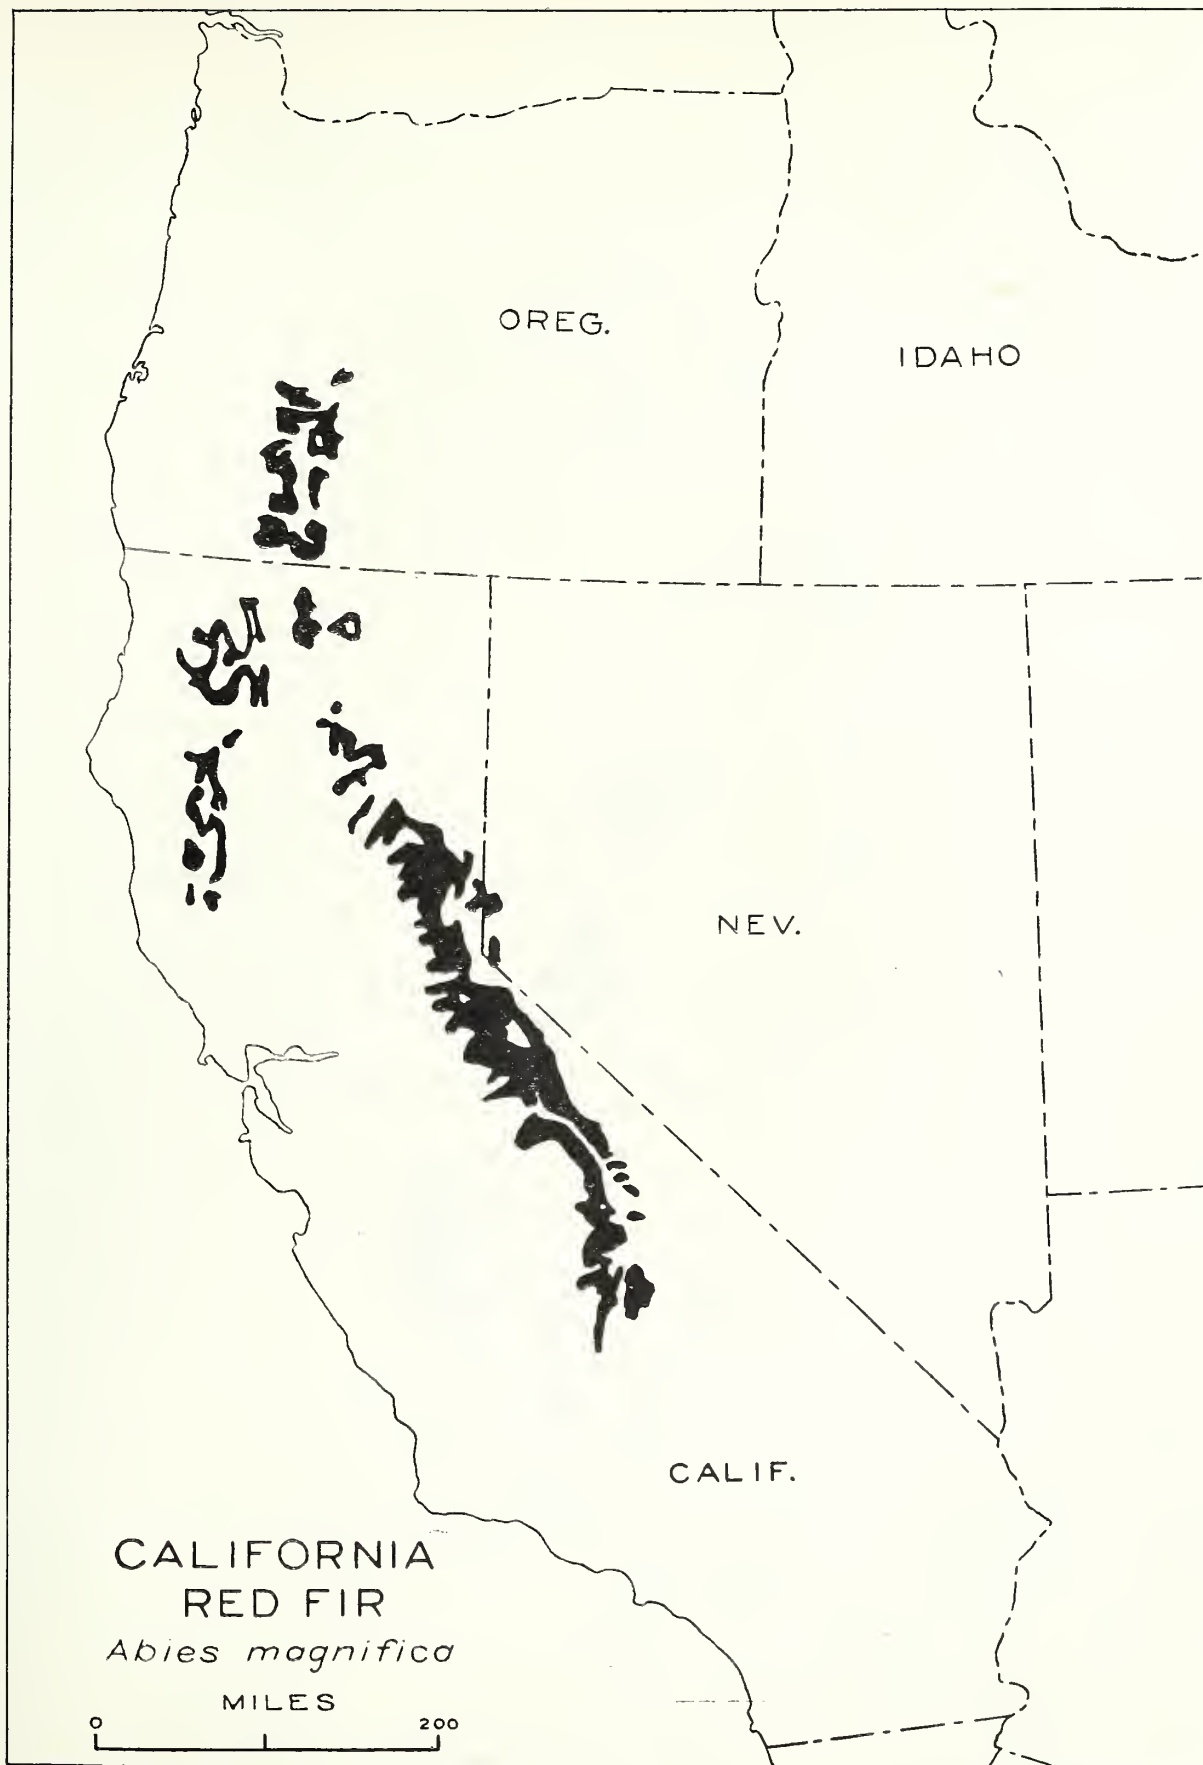 OREG.
IDAHO
NEV.
CALIF.
CALIFORNIA
RED FIR
Abies magnifica
MILES
0 200